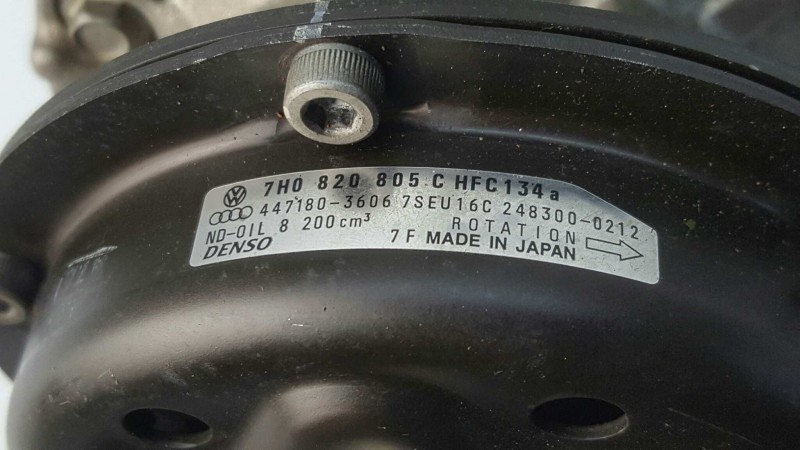 7H0 820 805 C HFC134a
447180-3606 7SEU16C 248300-0212
ND-OIL 8 200cm³ ROTATION
DENSO 7F MADE IN JAPAN